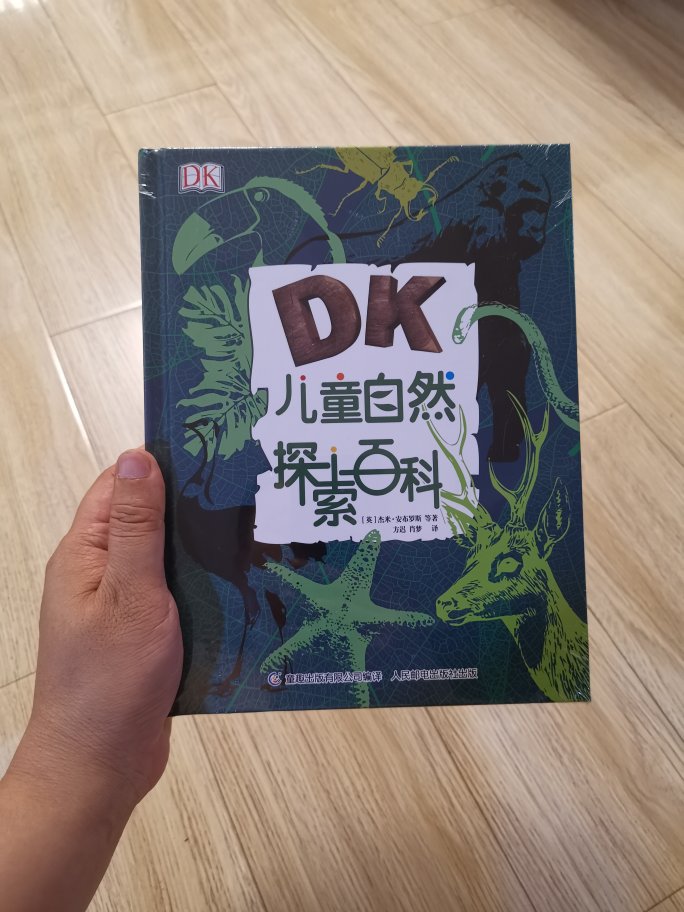 DK
DK
儿童自然
探索百科
[英]杰米·安布罗斯 等著
方迟 肖梦 译
童趣出版有限公司编译 人民邮电出版社出版